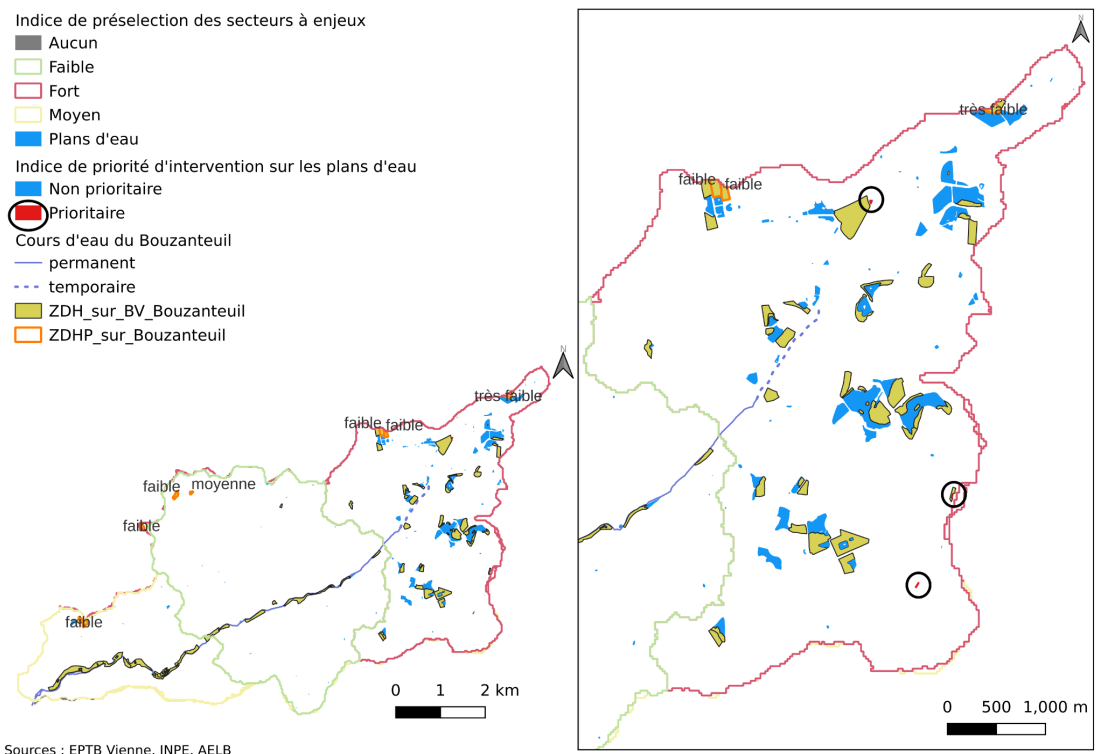 Indice de préselection des secteurs à enjeux
Aucun
Faible
Fort
Moyen
Plans d'eau
Indice de priorité d'intervention sur les plans d'eau
Non prioritaire
Prioritaire
Cours d'eau du Bouzanteuil
permanent
temporaire
ZDH_sur_BV_Bouzanteuil
ZDHP_sur_Bouzanteuil
N
très faible
faible faible
faible moyenne
faible
faible
0 1 2 km
Sources : EPTB Vienne, INPE, AELB
N
très faible
faible faible
0 500 1,000 m